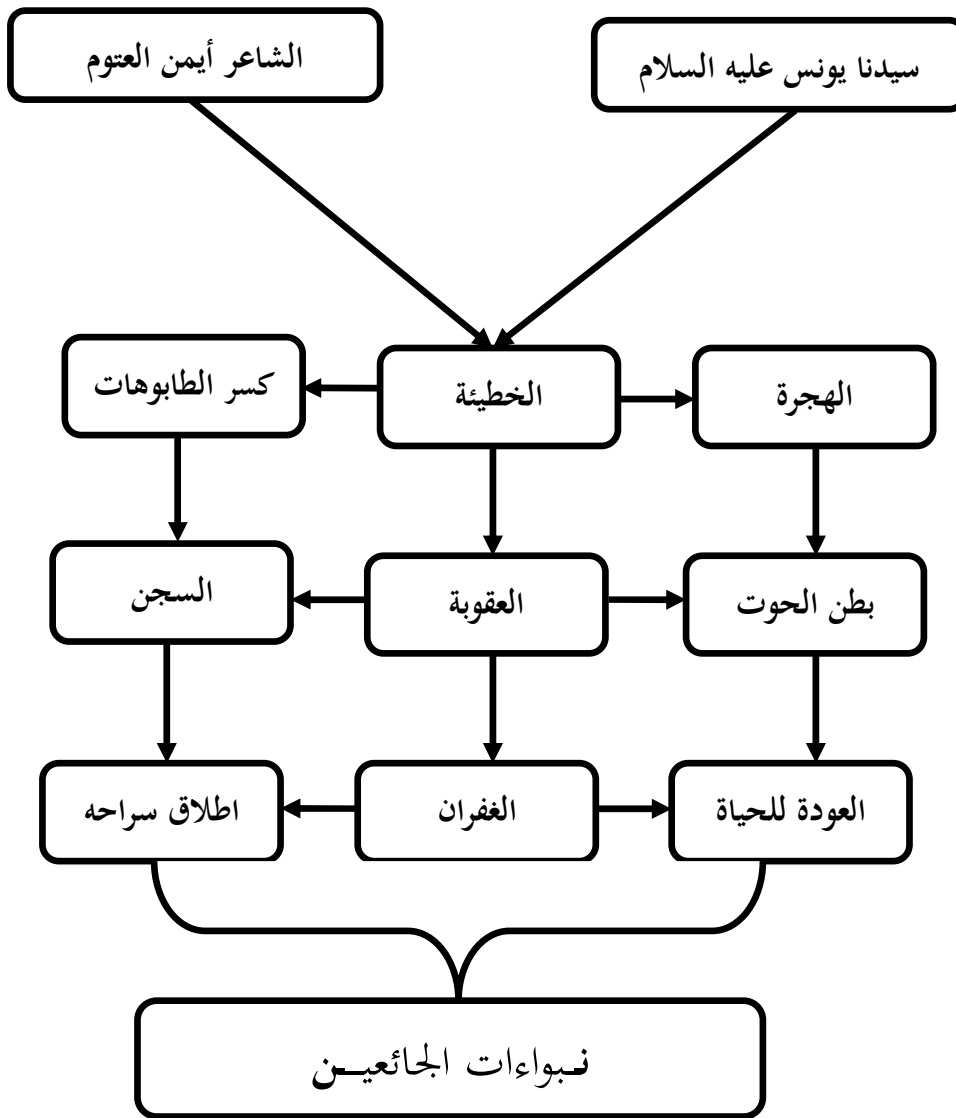 سيدنا يونس عليه السلام
الشاعر أيمن العتوم
الهجرة
الخطيئة
كسر الطابوهات
بطن الحوت
العقوبة
السجن
العودة للحياة
الغفران
اطلاق سراحه
نبواءات الجائعين